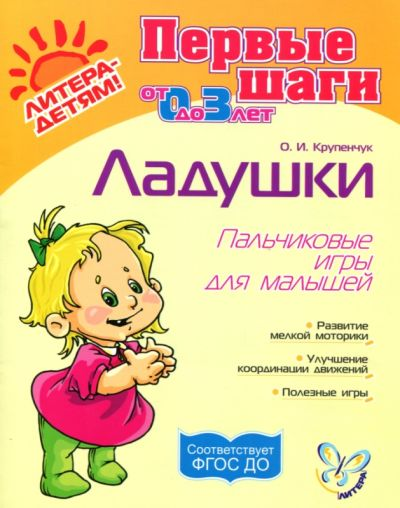 ЛИТЕРА-
ДЕТЯМ!
Первые
шаги
от 0 до 3 лет
О. И. Крупенчук
Ладушки
Пальчиковые
игры
для малышей
• Развитие
мелкой моторики
• Улучшение
координации движений
• Полезные игры
Соответствует
ФГОС ДО
ЛИТЕРА